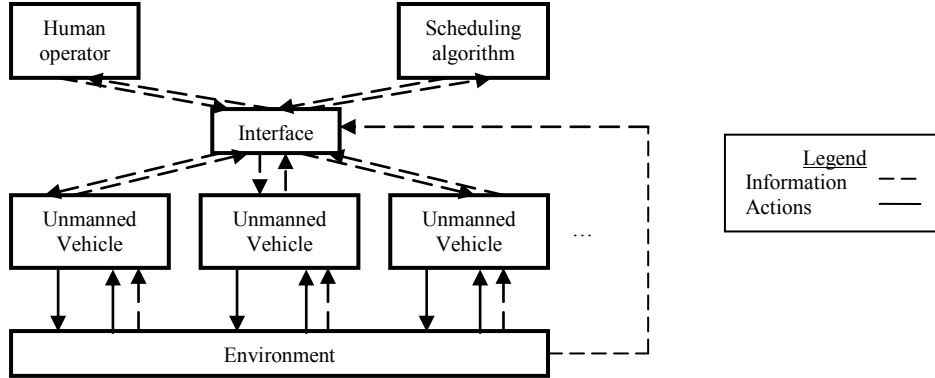 Human
operator
Scheduling
algorithm
Interface
Legend
Information
Actions
Unmanned
Vehicle
Unmanned
Vehicle
Unmanned
Vehicle
…
Environment